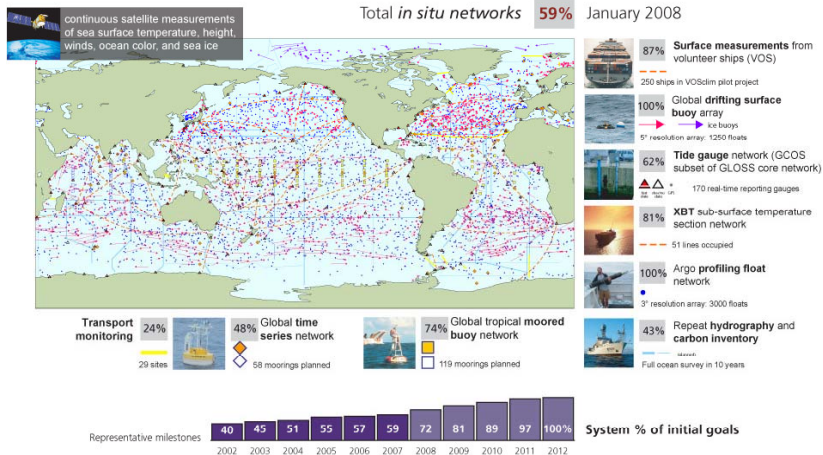 continuous satellite measurements
of sea surface temperature, height,
winds, ocean color, and sea ice
Total in situ networks 59% January 2008
87% Surface measurements from
volunteer ships (VOS)
250 ships in VOSclim pilot project
100% Global drifting surface
buoy array
ice buoys
5° resolution array: 1250 floats
62% Tide gauge network (GCOS
subset of GLOSS core network)
170 real-time reporting gauges
81% XBT sub-surface temperature
section network
51 lines occupied
100% Argo profiling float
network
3° resolution array: 3000 floats
43% Repeat hydrography and
carbon inventory
Full ocean survey in 10 years
Transport
monitoring
24%
29 sites
48% Global time
series network
58 moorings planned
74% Global tropical moored
buoy network
119 moorings planned
Representative milestones
40 45 51 55 57 59 72 81 89 97 100%
2002 2003 2004 2005 2006 2007 2008 2009 2010 2011 2012
System % of initial goals